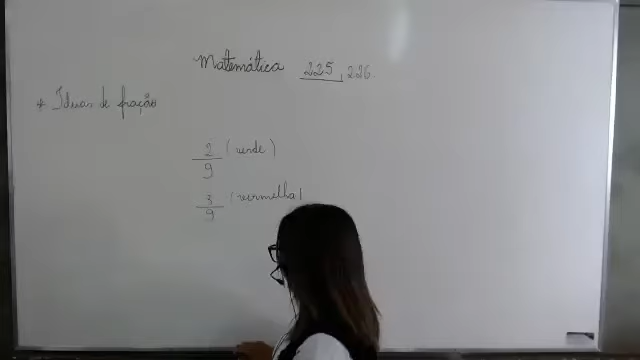 Matemática 225, 226.
* Ideias de fração
2/9 (verde)
3/9 (vermelha)